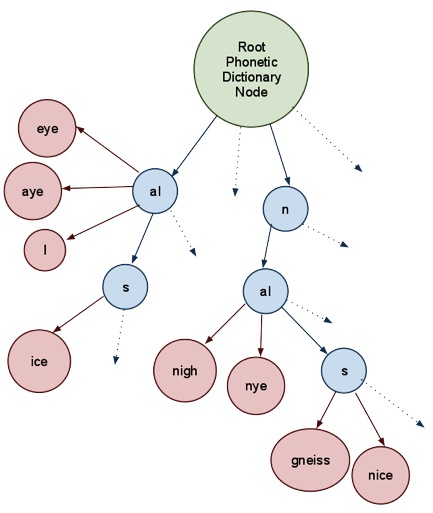 Root
Phonetic
Dictionary
Node
eye
aye
aI
I
n
s
aI
ice
nigh
nye
s
gneiss
nice